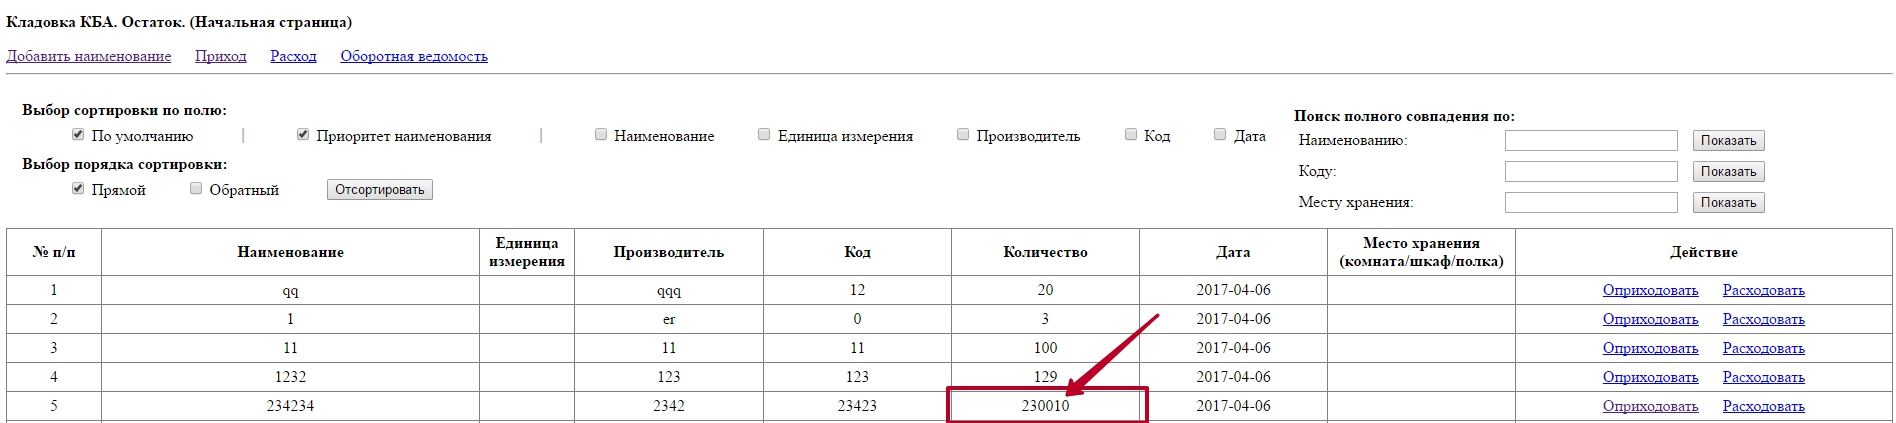 Кладовка КБА. Остаток. (Начальная страница)
Добавить наименование Приход Расход Оборотная ведомость
Выбор сортировки по полю:
По умолчанию | Приоритет наименования | Наименование Единица измерения Производитель Код Дата
Выбор порядка сортировки:
Прямой Обратный Отсортировать
Поиск полного совпадения по:
Наименованию: Показать
Коду: Показать
Месту хранения: Показать
№ п/п Наименование Единица измерения Производитель Код Количество Дата Место хранения (комната/шкаф/полка) Действие
1 qq qqq 12 20 2017-04-06 Оприходовать Расходовать
2 1 er 0 3 2017-04-06 Оприходовать Расходовать
3 11 11 11 100 2017-04-06 Оприходовать Расходовать
4 1232 123 123 129 2017-04-06 Оприходовать Расходовать
5 234234 2342 23423 230010 2017-04-06 Оприходовать Расходовать